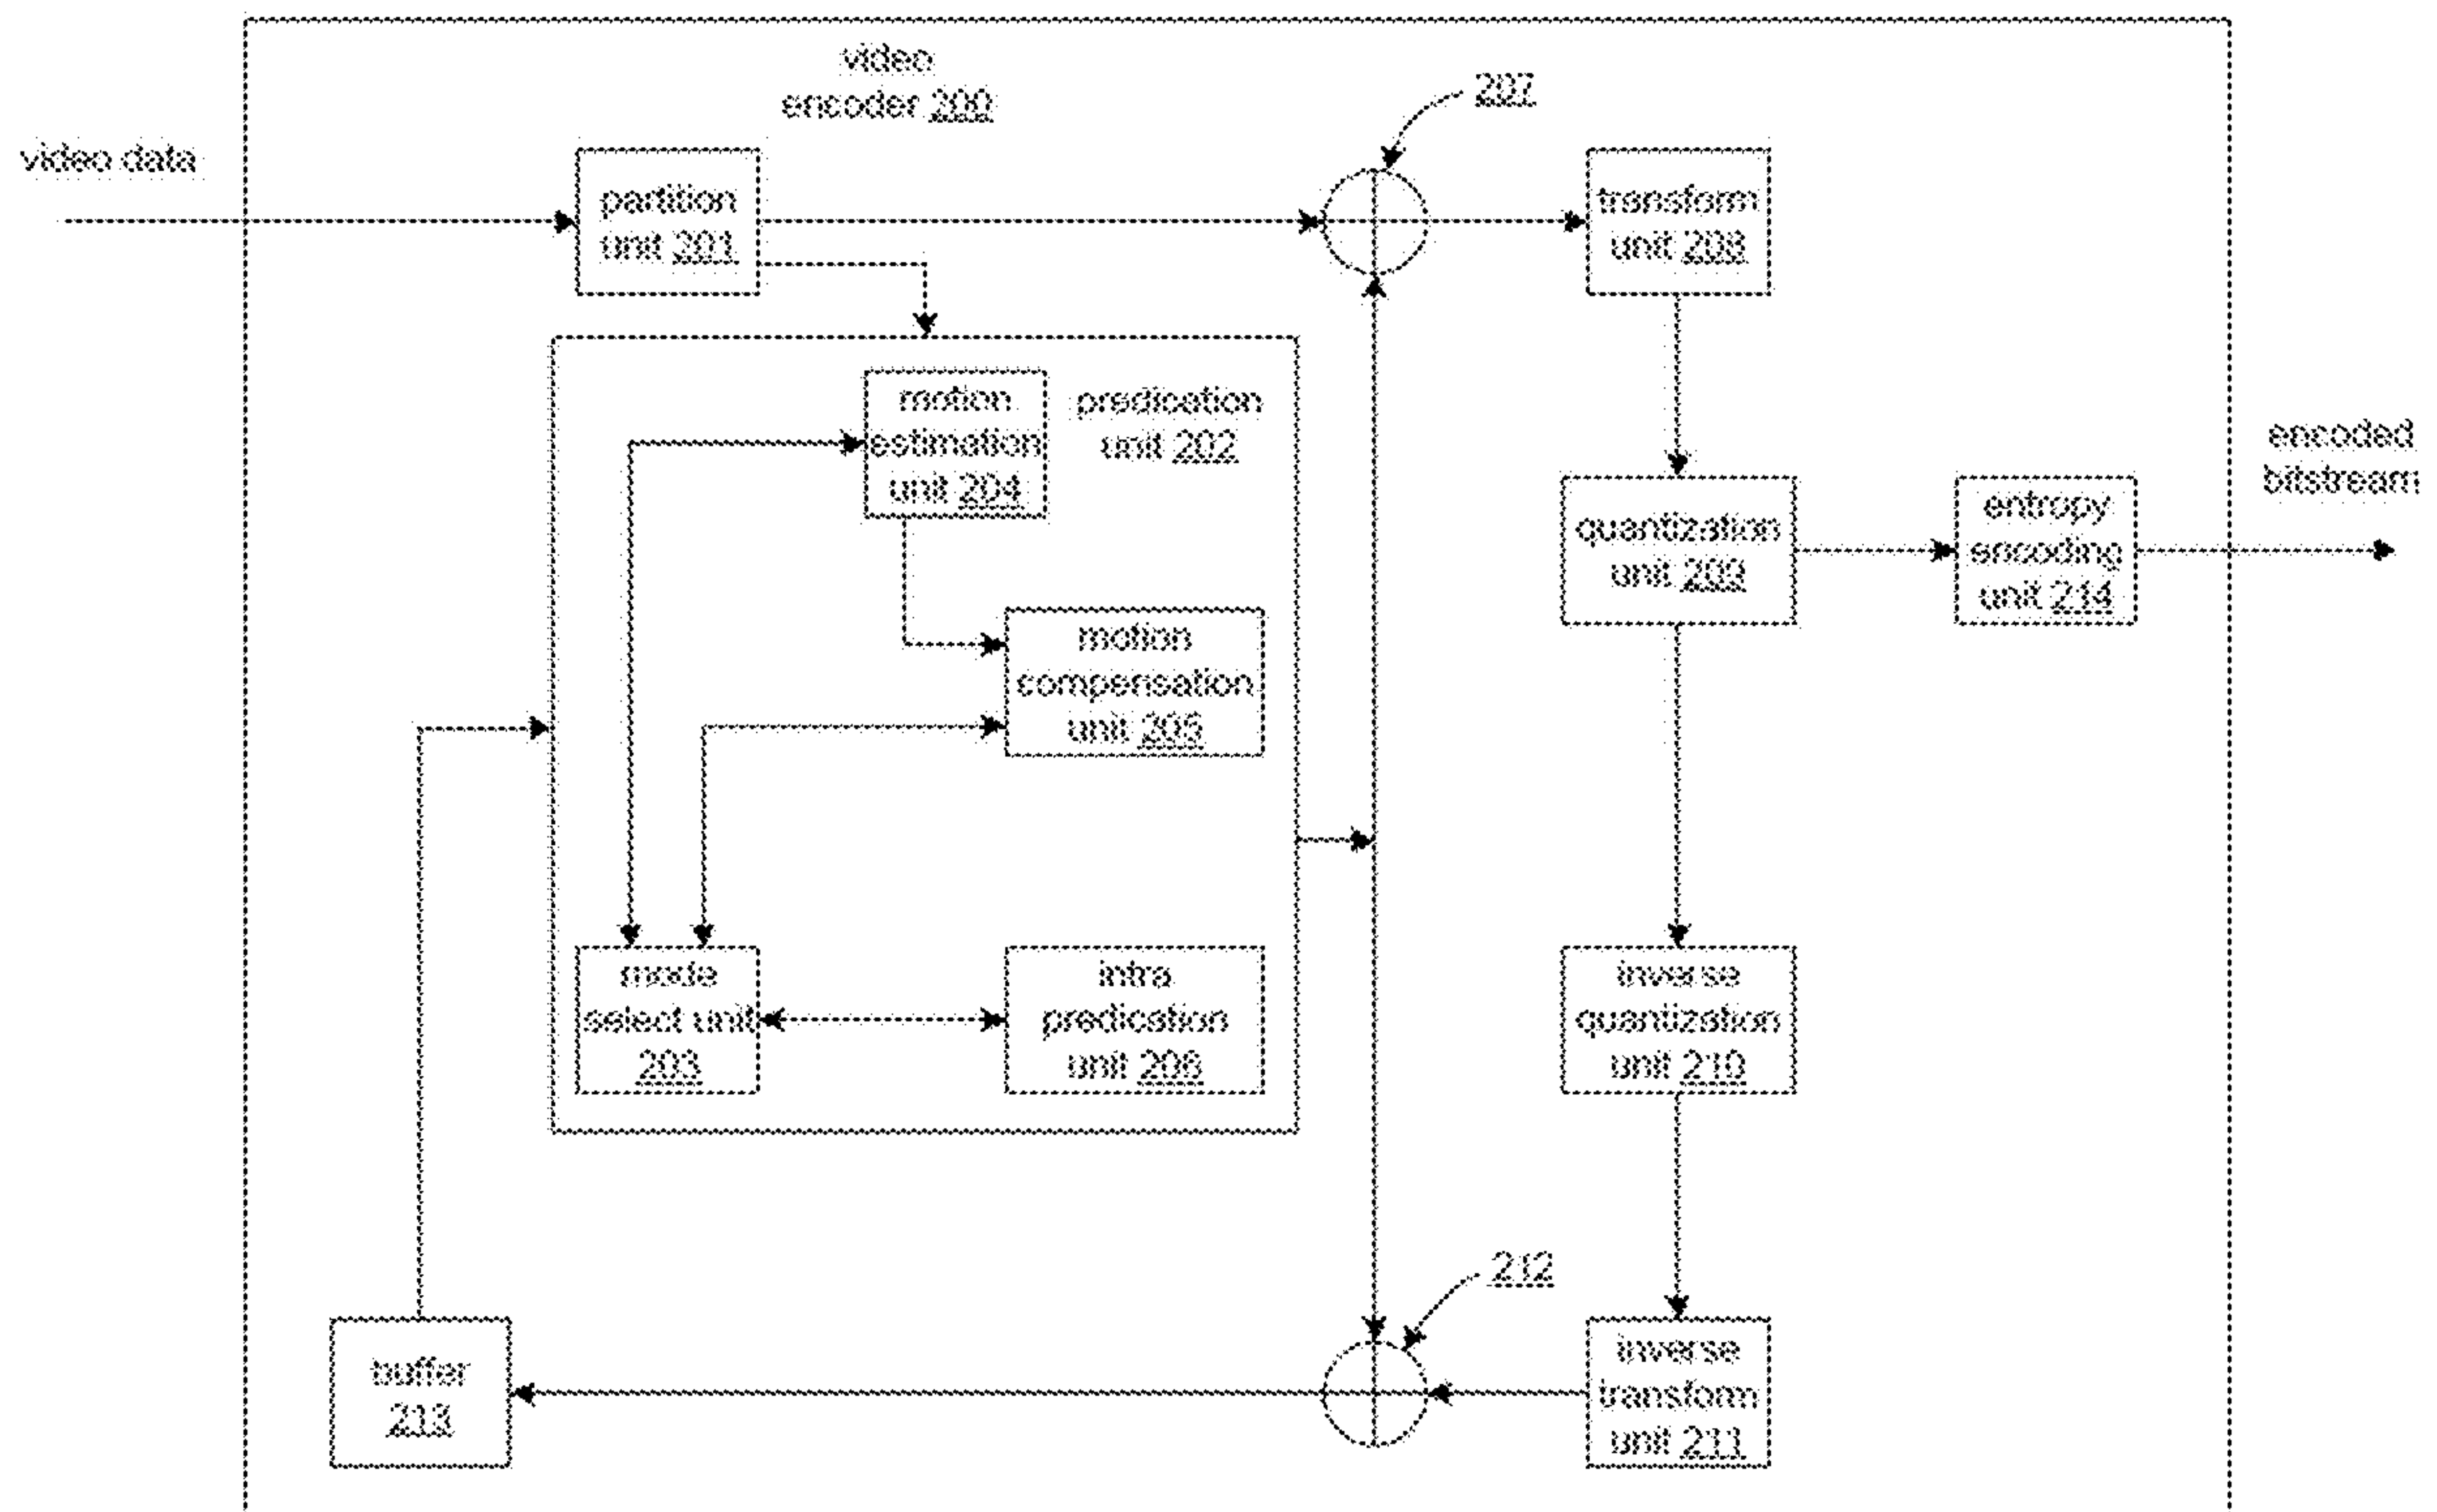 video
encoder 200
207
video data
partition
unit 201
transform
unit 208
motion
estimation
unit 204
predication
unit 202
encoded
bitstream
quantization
unit 209
entropy
encoding
unit 214
motion
compensation
unit 205
mode
select unit
203
intra
predication
unit 206
inverse
quantization
unit 210
212
buffer
213
inverse
transform
unit 211